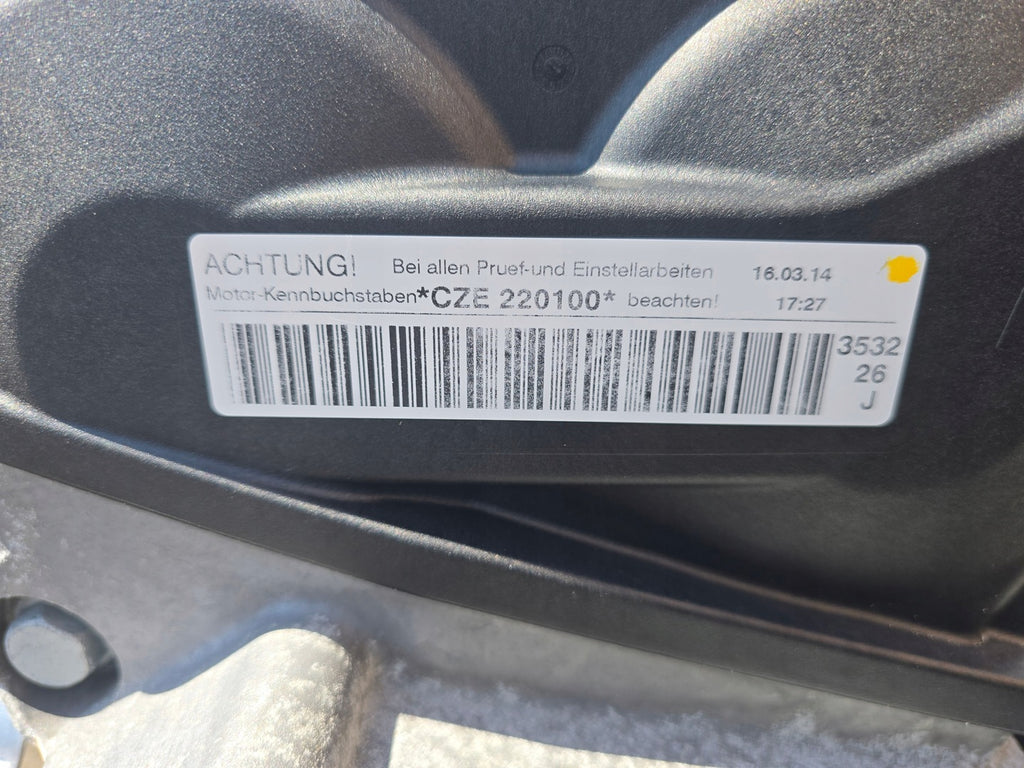 ACHTUNG! Bei allen Pruef-und Einstellarbeiten 16.03.14
Motor-Kennbuchstaben *CZE 220100* beachten! 17:27
3532
26
J